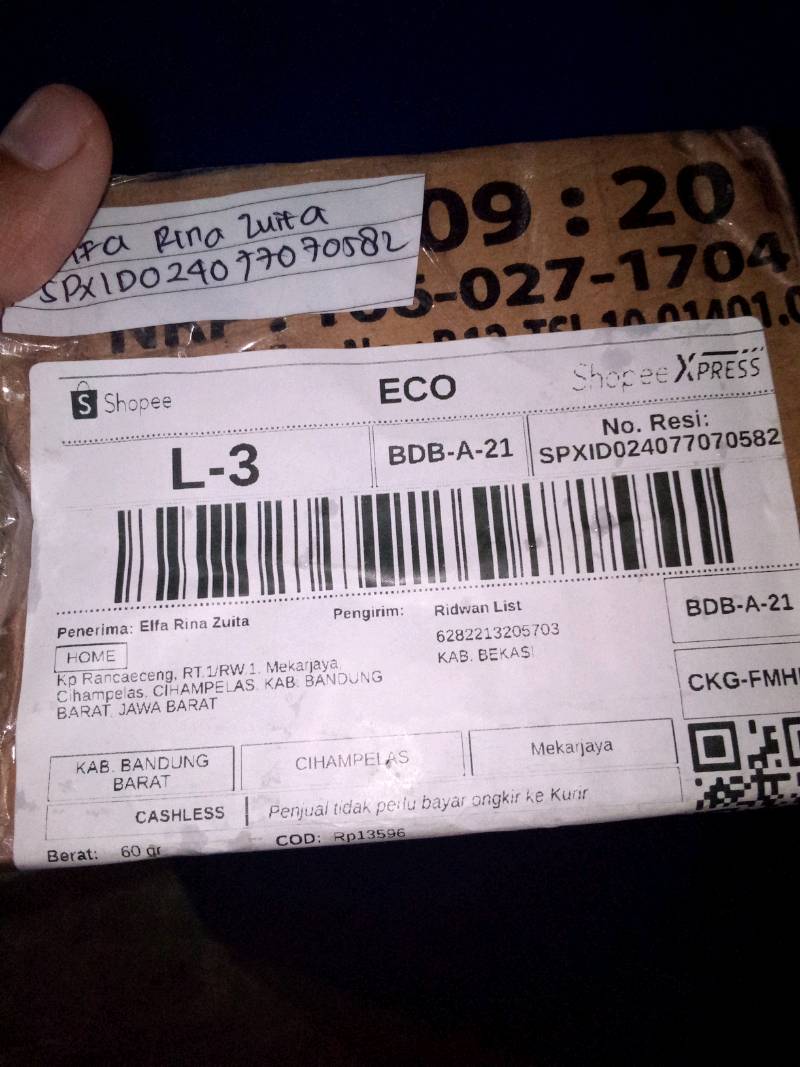 Rina Zuita
SPXID024077070582
09 : 20
-027-1704
Shopee
ECO
Shopee XPRESS
L-3
BDB-A-21
No. Resi:
SPXID024077070582
Penerima: Elfa Rina Zuita
Pengirim: Ridwan List
6282213205703
KAB. BEKASI
HOME
Kp Rancaeceng, RT.1/RW.1. Mekarjaya,
Cihampelas, CIHAMPELAS, KAB. BANDUNG
BARAT, JAWA BARAT
BDB-A-21
KAB. BANDUNG
BARAT
CIHAMPELAS
Mekarjaya
CASHLESS
Penjual tidak perlu bayar ongkir ke Kurir
Berat: 60 gr
COD: Rp13596